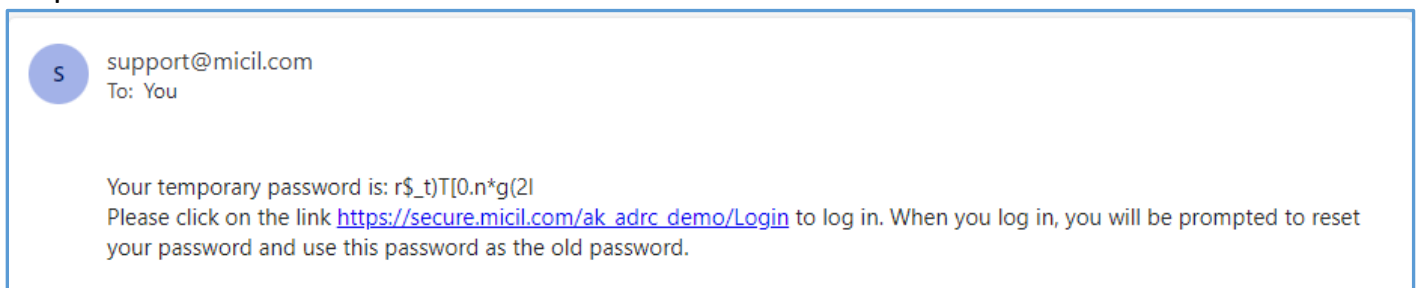 S
support@micil.com
To: You
Your temporary password is: r$_t)T[0.n*g(2l
Please click on the link https://secure.micil.com/ak_adrc_demo/Login to log in. When you log in, you will be prompted to reset
your password and use this password as the old password.